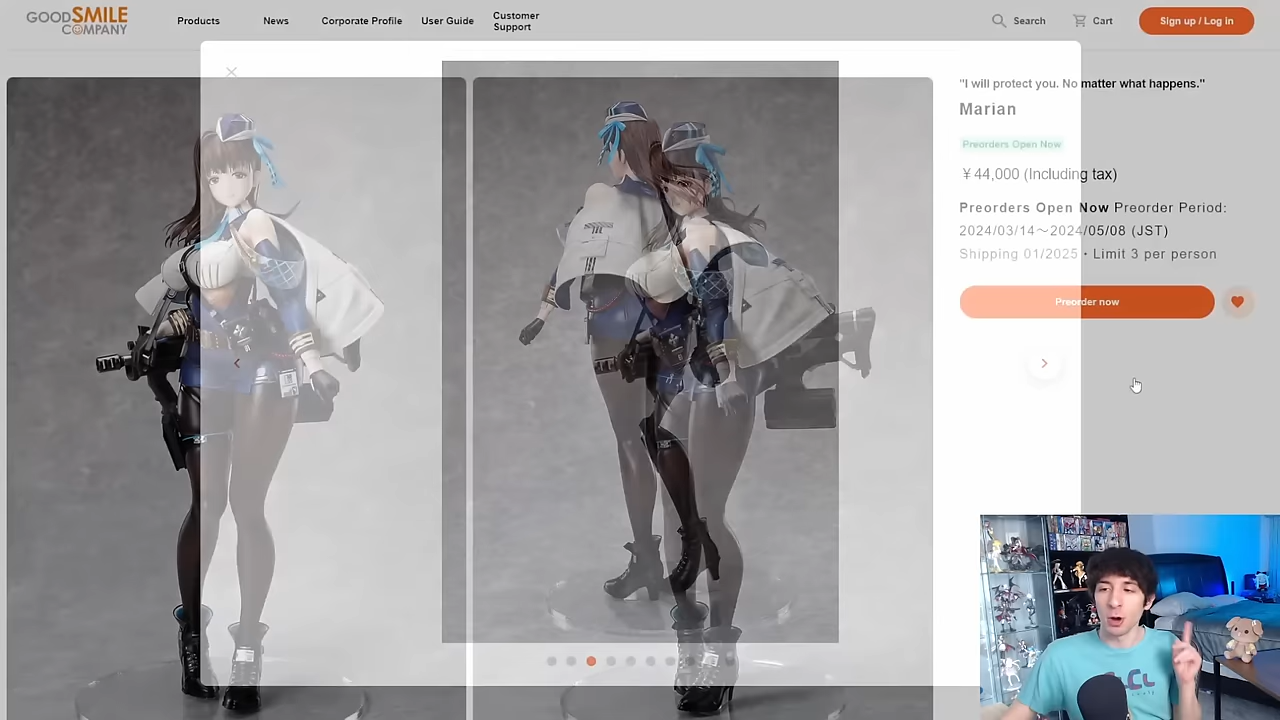 GOODSMILE
COMPANY
Products
News
Corporate Profile
User Guide
Customer
Support
Search
Cart
Sign up / Log in
"I will protect you. No matter what happens."
Marian
Preorders Open Now
¥44,000 (Including tax)
Preorders Open Now Preorder Period:
2024/03/14～2024/05/08 (JST)
Shipping 01/2025 · Limit 3 per person
Preorder now